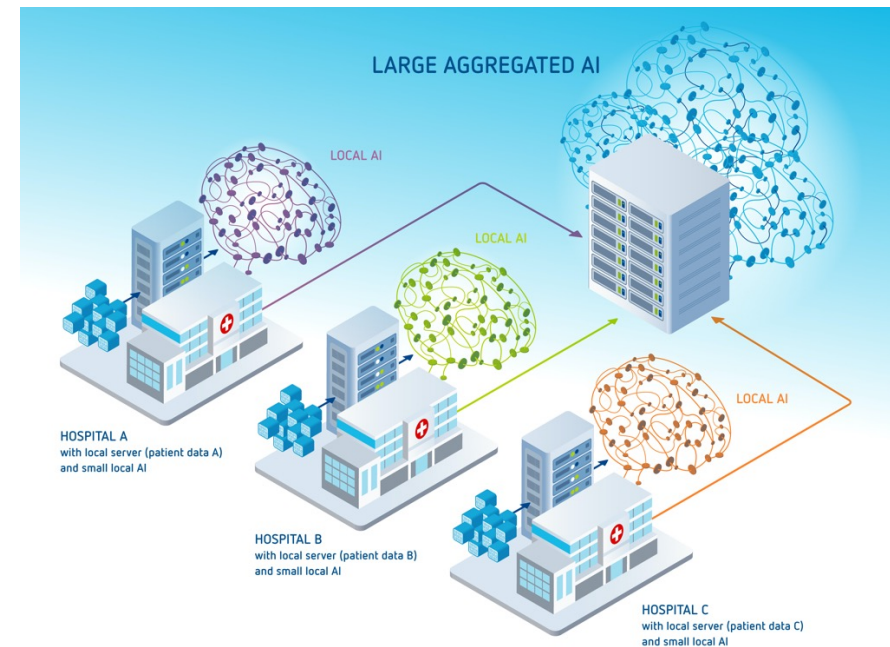 LARGE AGGREGATED AI
LOCAL AI
LOCAL AI
LOCAL AI
HOSPITAL A
with local server (patient data A)
and small local AI
HOSPITAL B
with local server (patient data B)
and small local AI
HOSPITAL C
with local server (patient data C)
and small local AI